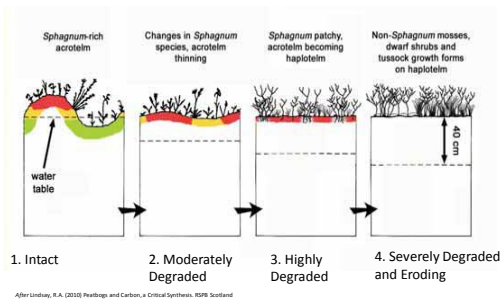 Sphagnum-rich
acrotelm
Changes in Sphagnum
species, acrotelm
thinning
Sphagnum patchy,
acrotelm becoming
haplotelm
Non-Sphagnum mosses,
dwarf shrubs and
tussock growth forms
on haplotelm
water
table
40 cm
1. Intact
2. Moderately
Degraded
3. Highly
Degraded
4. Severely Degraded
and Eroding
After Lindsay, R.A. (2010) Peatbogs and Carbon, a Critical Synthesis. RSPB Scotland